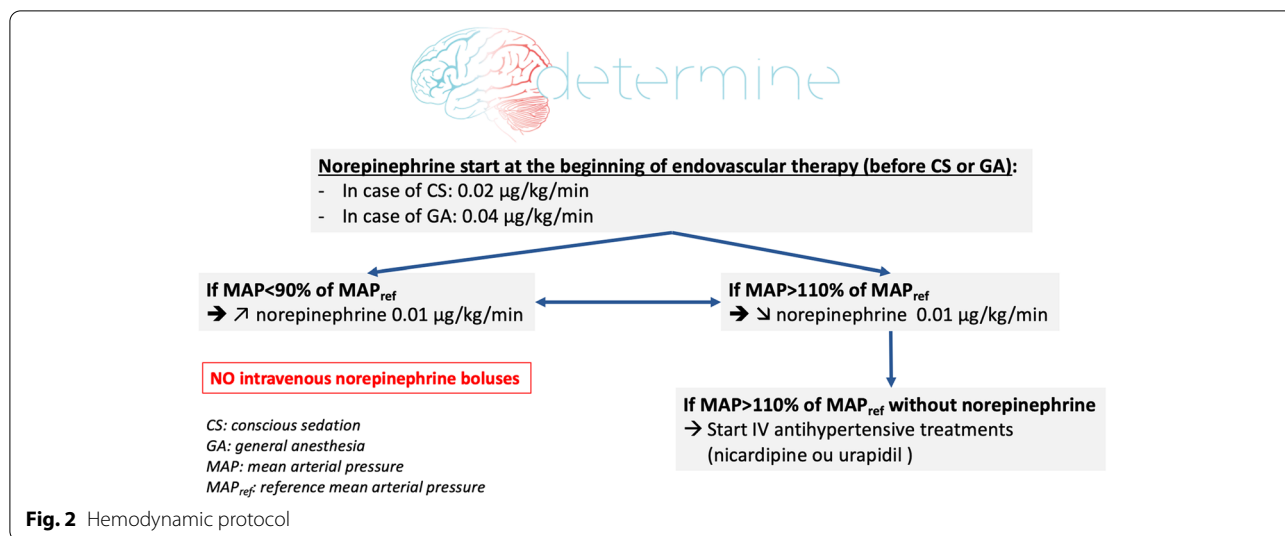 determine
Norepinephrine start at the beginning of endovascular therapy (before CS or GA):
- In case of CS: 0.02 µg/kg/min
- In case of GA: 0.04 µg/kg/min
If MAP<90% of MAPref
➔ ↗ norepinephrine 0.01 µg/kg/min
If MAP>110% of MAPref
➔ ↘ norepinephrine 0.01 µg/kg/min
NO intravenous norepinephrine boluses
If MAP>110% of MAPref without norepinephrine
→ Start IV antihypertensive treatments
(nicardipine ou urapidil )
CS: conscious sedation
GA: general anesthesia
MAP: mean arterial pressure
MAPref: reference mean arterial pressure
Fig. 2 Hemodynamic protocol